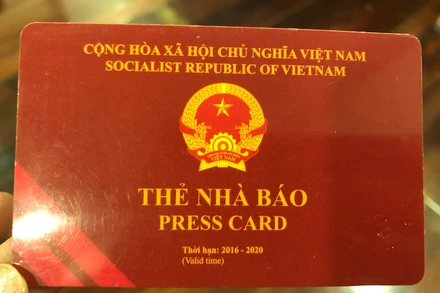 CỘNG HÒA XÃ HỘI CHỦ NGHĨA VIỆT NAM
SOCIALIST REPUBLIC OF VIETNAM
VIỆT NAM
THẺ NHÀ BÁO
PRESS CARD
Thời hạn: 2016 - 2020
(Valid time)